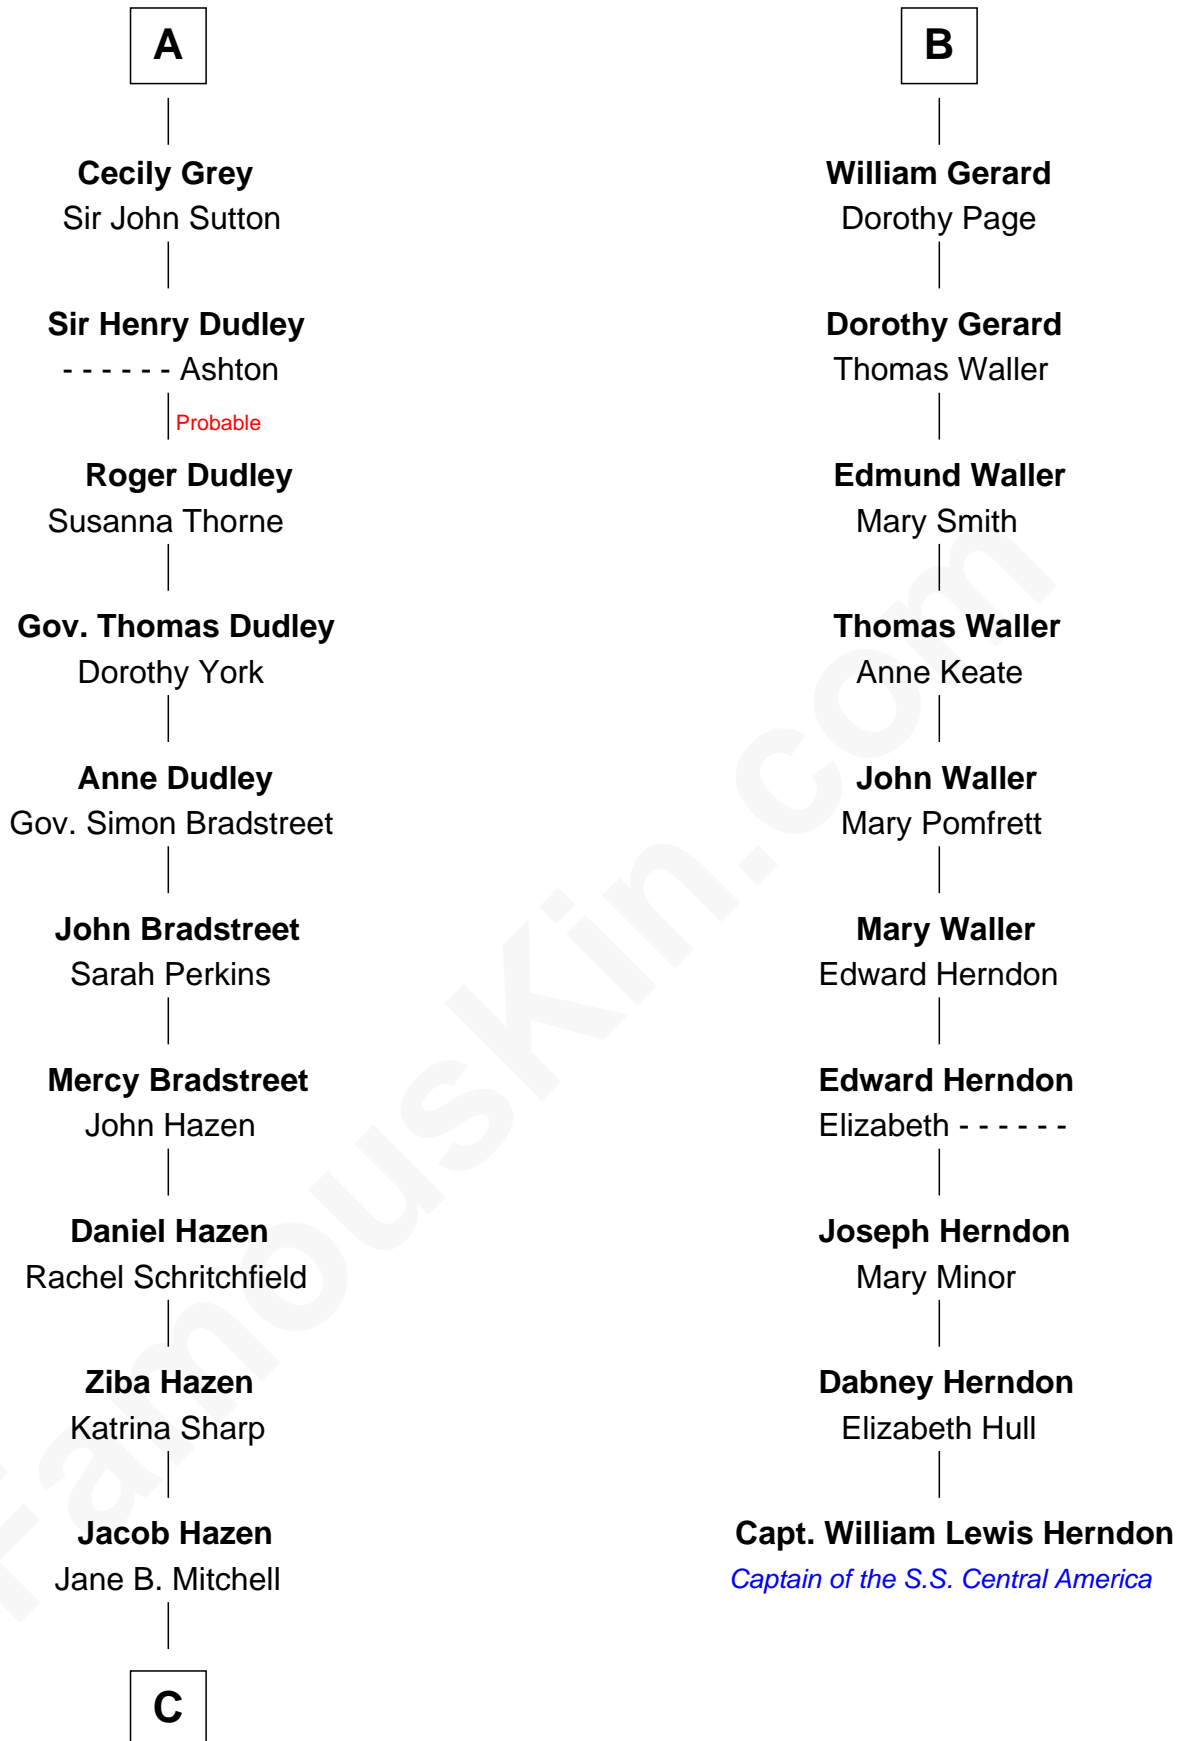 A
Cecily Grey
Sir John Sutton
Sir Henry Dudley
- - - - - - Ashton
Probable
Roger Dudley
Susanna Thorne
Gov. Thomas Dudley
Dorothy York
Anne Dudley
Gov. Simon Bradstreet
John Bradstreet
Sarah Perkins
Mercy Bradstreet
John Hazen
Daniel Hazen
Rachel Schritchfield
Ziba Hazen
Katrina Sharp
Jacob Hazen
Jane B. Mitchell
C
B
William Gerard
Dorothy Page
Dorothy Gerard
Thomas Waller
Edmund Waller
Mary Smith
Thomas Waller
Anne Keate
John Waller
Mary Pomfrett
Mary Waller
Edward Herndon
Edward Herndon
Elizabeth - - - - - -
Joseph Herndon
Mary Minor
Dabney Herndon
Elizabeth Hull
Capt. William Lewis Herndon
Captain of the S.S. Central America
FamousKin.com